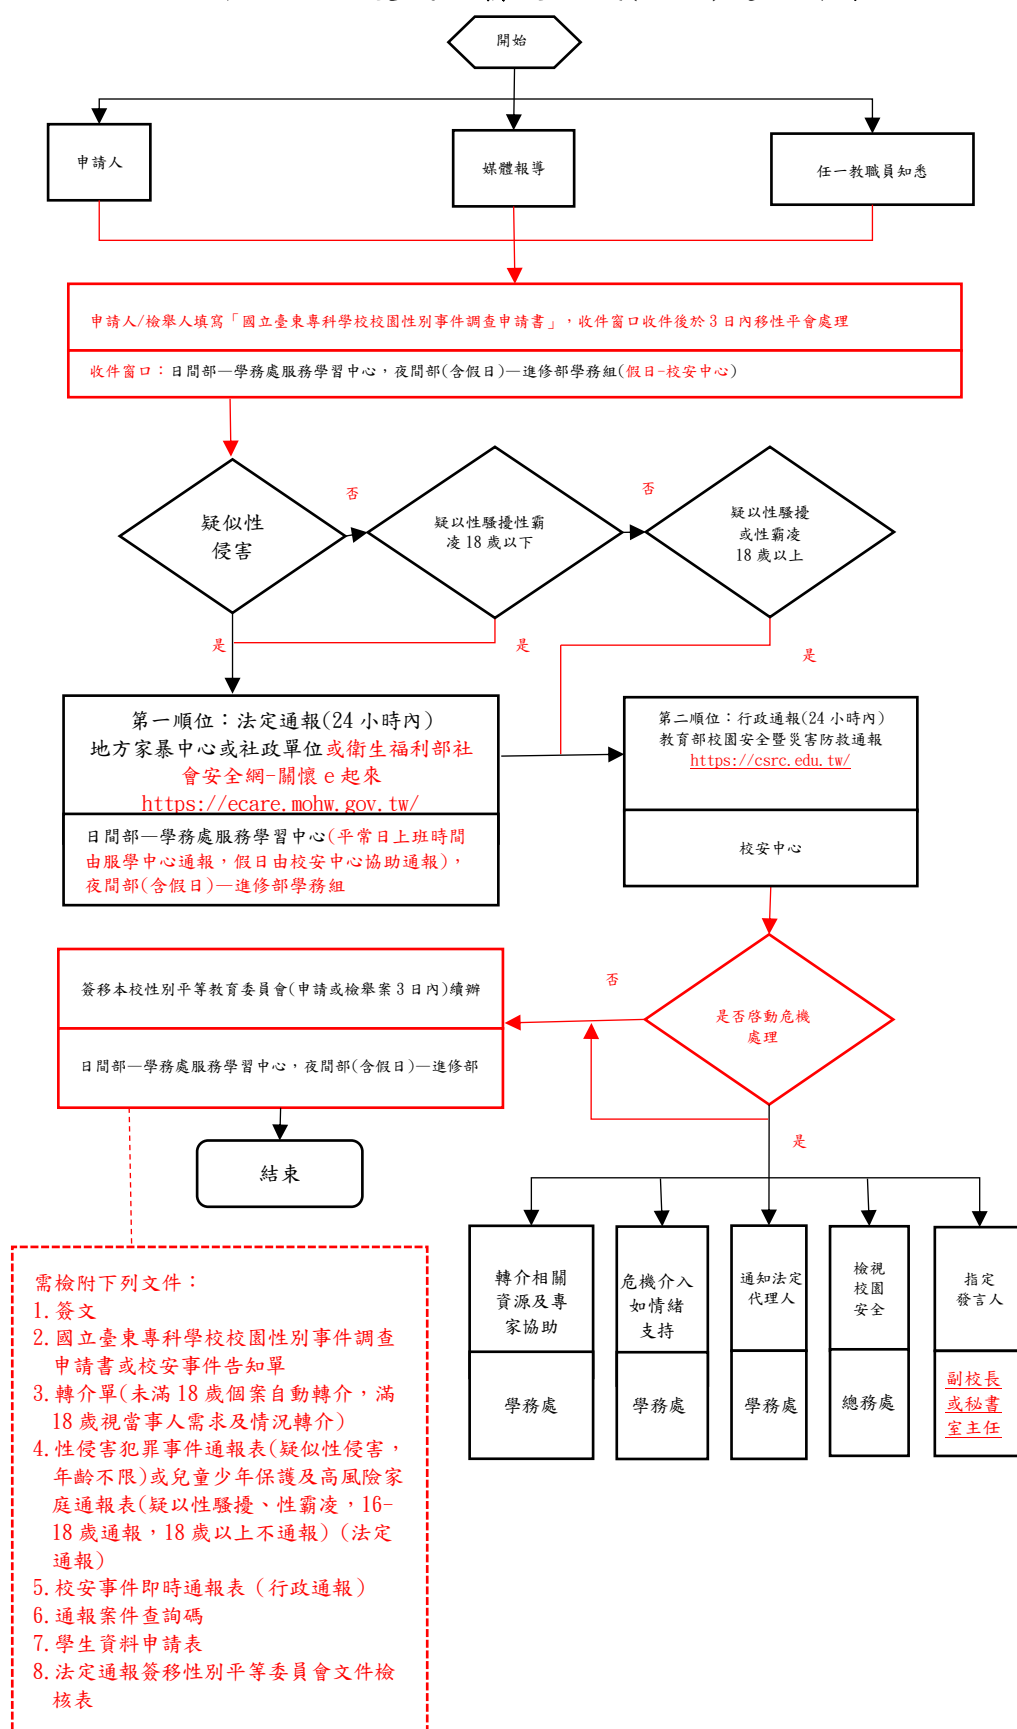 開始
申請人
媒體報導
任一教職員知悉
申請人/檢舉人填寫「國立臺東專科學校校園性別事件調查申請書」，收件窗口收件後於3日內移性平會處理
收件窗口：日間部—學務處服務學習中心，夜間部(含假日)—進修部學務組(假日-校安中心)
疑似性
侵害
否
疑以性騷擾性霸
凌18歲以下
否
疑以性騷擾
或性霸凌
18歲以上
是
是
是
第一順位：法定通報(24小時內)
地方家暴中心或社政單位或衛生福利部社
會安全網-關懷e起來
https://ecare.mohw.gov.tw/
日間部—學務處服務學習中心(平常日上班時間
由服學中心通報，假日由校安中心協助通報)，
夜間部(含假日)—進修部學務組
第二順位：行政通報(24小時內)
教育部校園安全暨災害防救通報
https://csrc.edu.tw/
校安中心
簽移本校性別平等教育委員會(申請或檢舉案3日內)續辦
日間部—學務處服務學習中心，夜間部(含假日)—進修部
否
是否啓動危機
處理
是
結束
轉介相關
資源及專
家協助
學務處
危機介入
如情緒
支持
學務處
通知法定
代理人
學務處
檢視
校園
安全
總務處
指定
發言人
副校長
或秘書
室主任
需檢附下列文件：
1.簽文
2.國立臺東專科學校校園性別事件調查
申請書或校安事件告知單
3.轉介單(未滿18歲個案自動轉介，滿
18歲視當事人需求及情況轉介)
4.性侵害犯罪事件通報表(疑似性侵害，
年齡不限)或兒童少年保護及高風險家
庭通報表(疑以性騷擾、性霸凌，16-
18歲通報，18歲以上不通報)(法定
通報)
5.校安事件即時通報表（行政通報）
6.通報案件查詢碼
7.學生資料申請表
8.法定通報簽移性別平等委員會文件檢
核表